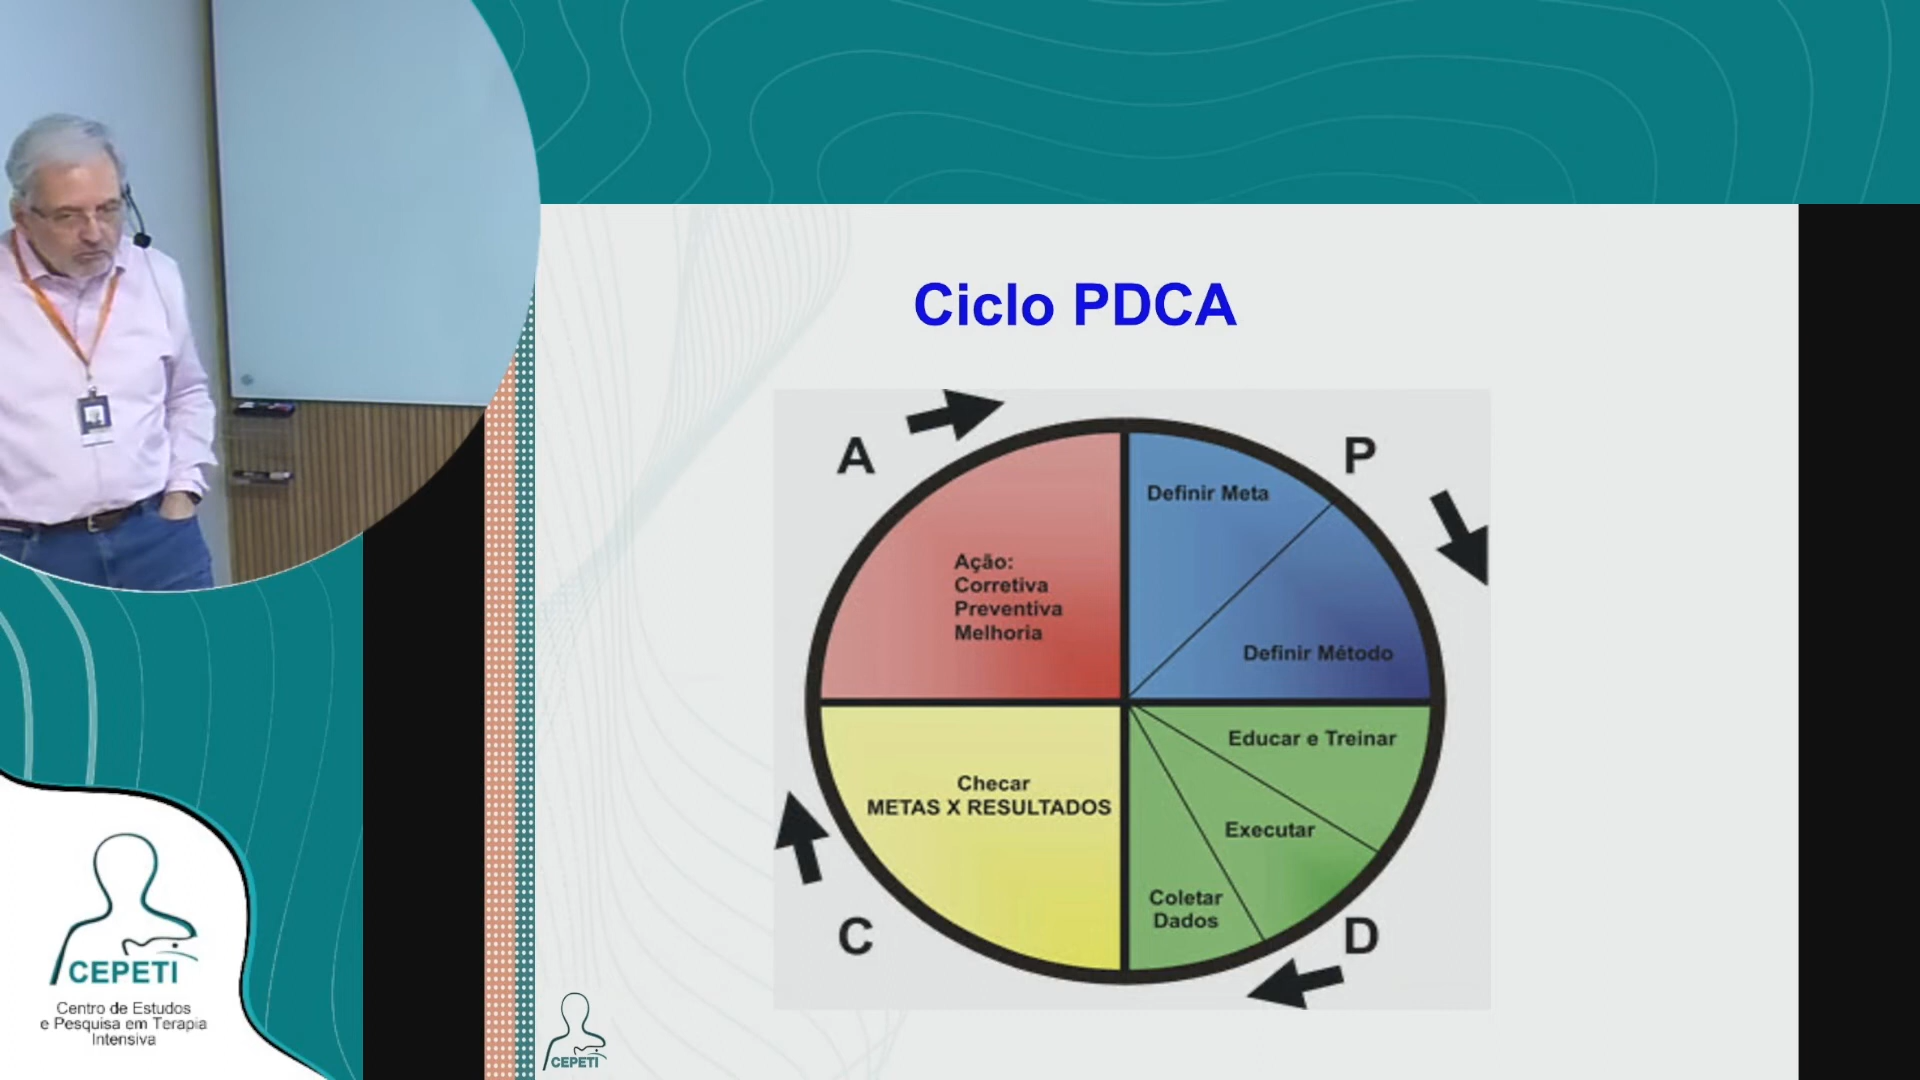 Ciclo PDCA
A
P
Definir Meta
Ação:
Corretiva
Preventiva
Melhoria
Definir Método
Educar e Treinar
Checar
METAS X RESULTADOS
Executar
Coletar
Dados
C
D
CEPETI
Centro de Estudos
e Pesquisa em Terapia
Intensiva
CEPETI